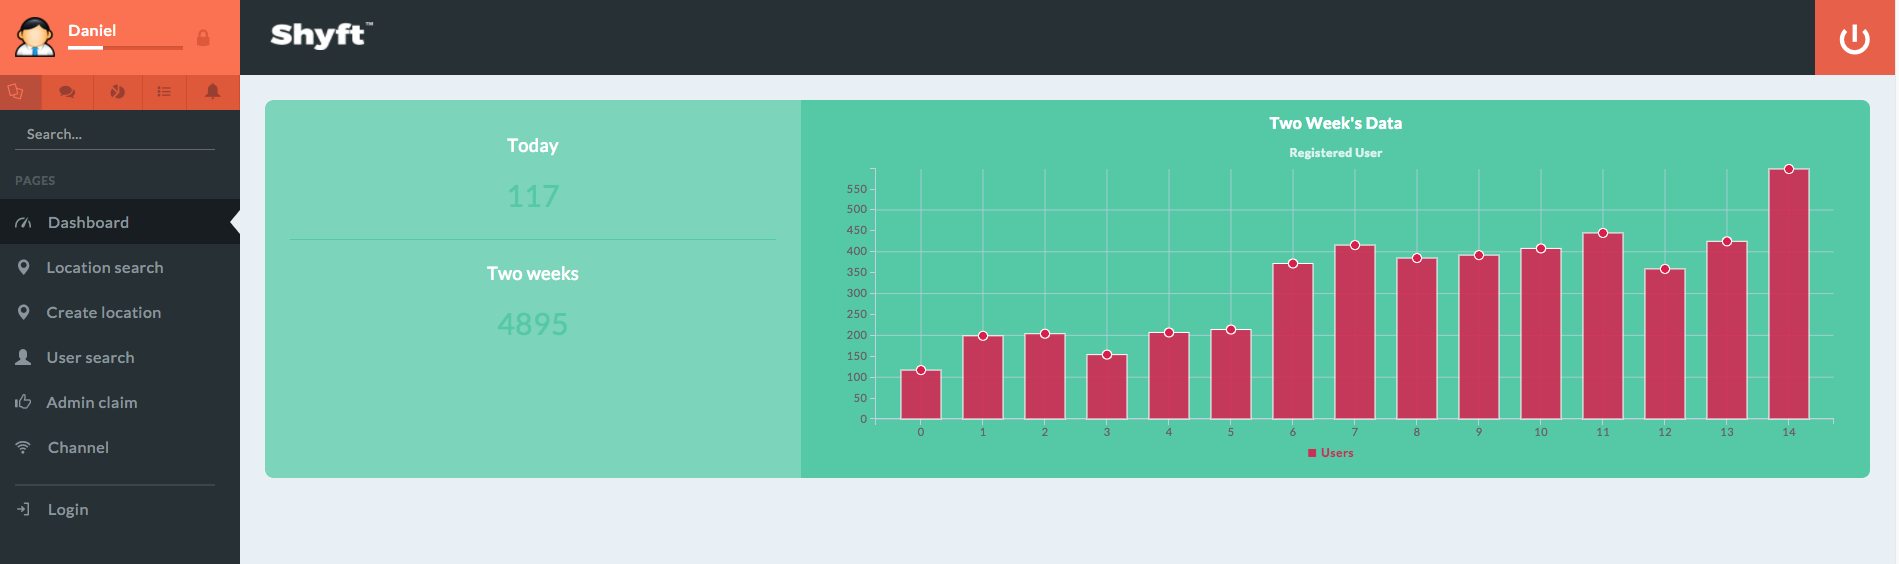 Daniel
Shyft™
Search...
PAGES
Dashboard
Location search
Create location
User search
Admin claim
Channel
Login
Today
117
Two weeks
4895
Two Week's Data
Registered User
550
500
450
400
350
300
250
200
150
100
50
0
0 1 2 3 4 5 6 7 8 9 10 11 12 13 14
Users